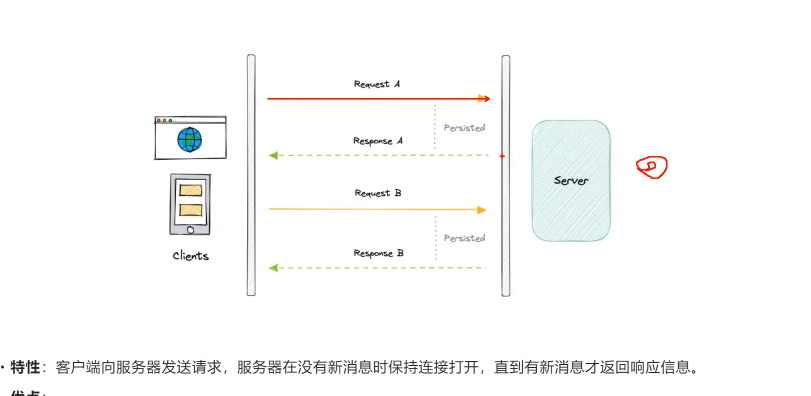 Request A
Persisted
Response A
Request B
Server
Persisted
Response B
Clients
• 特性：客户端向服务器发送请求，服务器在没有新消息时保持连接打开，直到有新消息才返回响应信息。